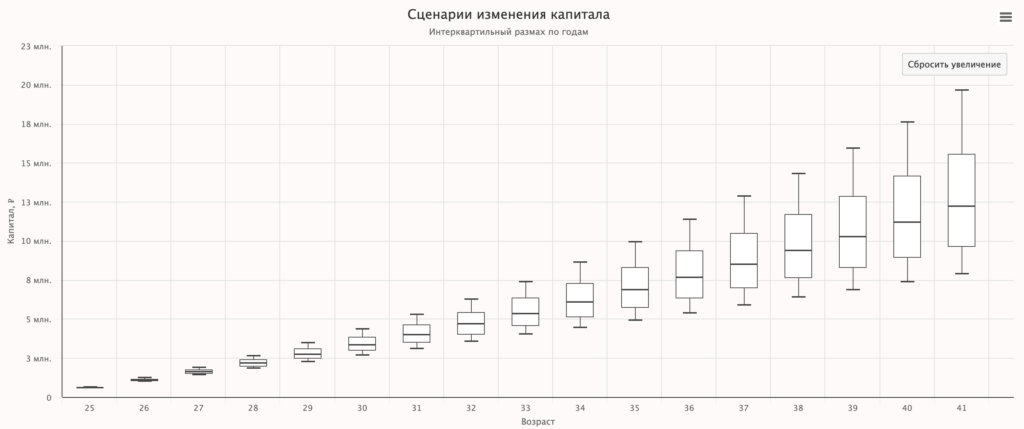 Сценарии изменения капитала
Интерквартильный размах по годам
Сбросить увеличение
Капитал, ₽
23 млн.
20 млн.
18 млн.
15 млн.
13 млн.
10 млн.
8 млн.
5 млн.
3 млн.
0
25 26 27 28 29 30 31 32 33 34 35 36 37 38 39 40 41
Возраст